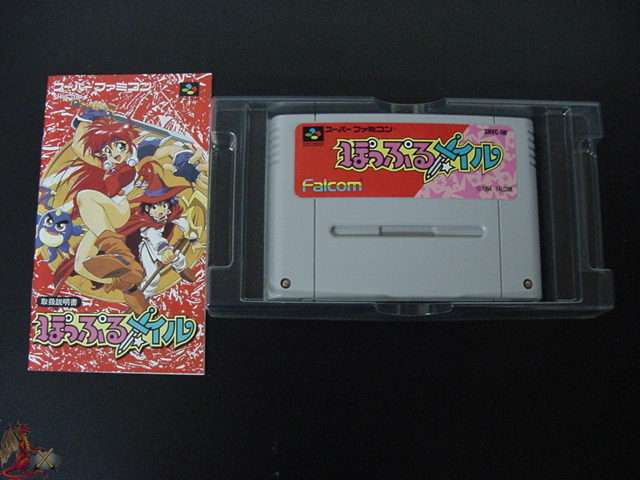 スーパーファミコン
取扱説明書
ぽっぷるメイル
スーパーファミコン
ぽっぷるメイル
Falcom